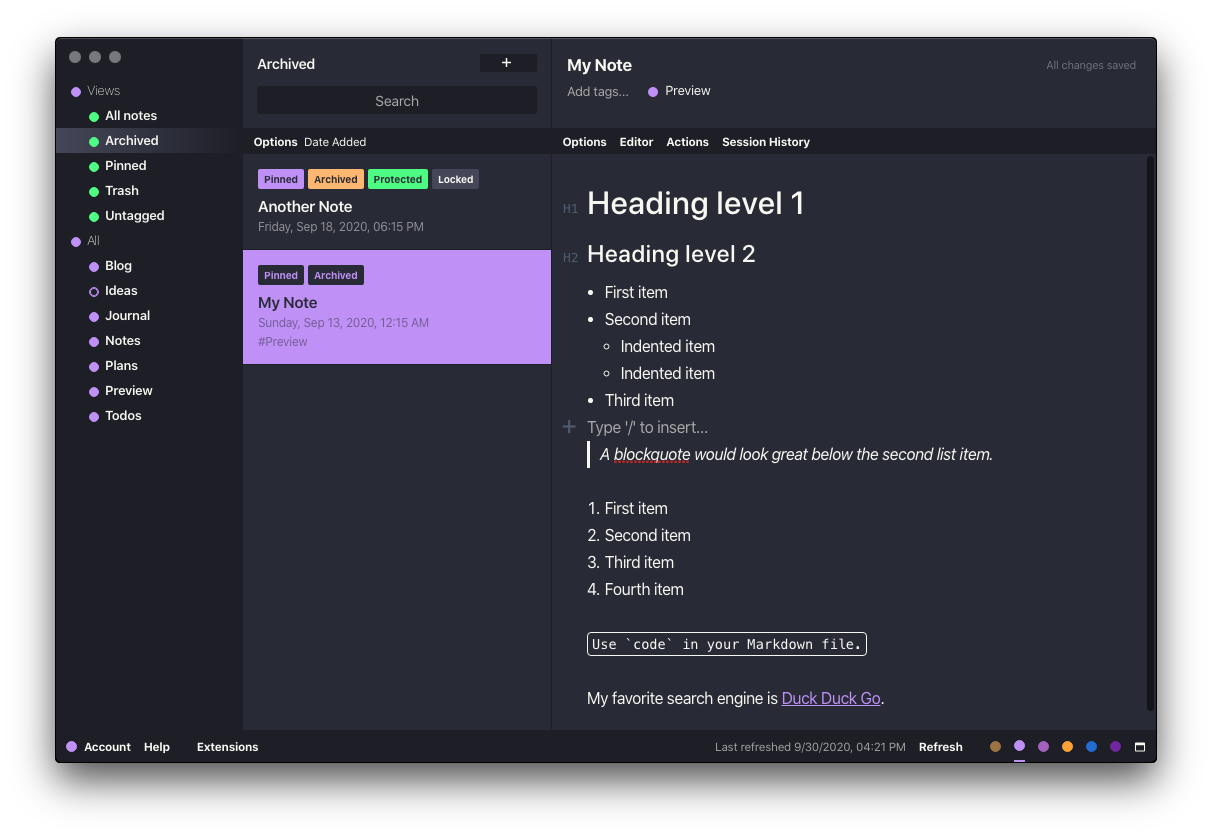 Views
All notes
Archived
Pinned
Trash
Untagged
All
Blog
Ideas
Journal
Notes
Plans
Preview
Todos
Archived
+
Search
Options Date Added
Pinned Archived Protected Locked
Another Note
Friday, Sep 18, 2020, 06:15 PM
Pinned Archived
My Note
Sunday, Sep 13, 2020, 12:15 AM
#Preview
My Note
All changes saved
Add tags... Preview
Options Editor Actions Session History
H1 Heading level 1
H2 Heading level 2
• First item
• Second item
◦ Indented item
◦ Indented item
• Third item
Type '/' to insert...
A blockquote would look great below the second list item.
1. First item
2. Second item
3. Third item
4. Fourth item
Use `code` in your Markdown file.
My favorite search engine is Duck Duck Go.
Account Help Extensions
Last refreshed 9/30/2020, 04:21 PM Refresh